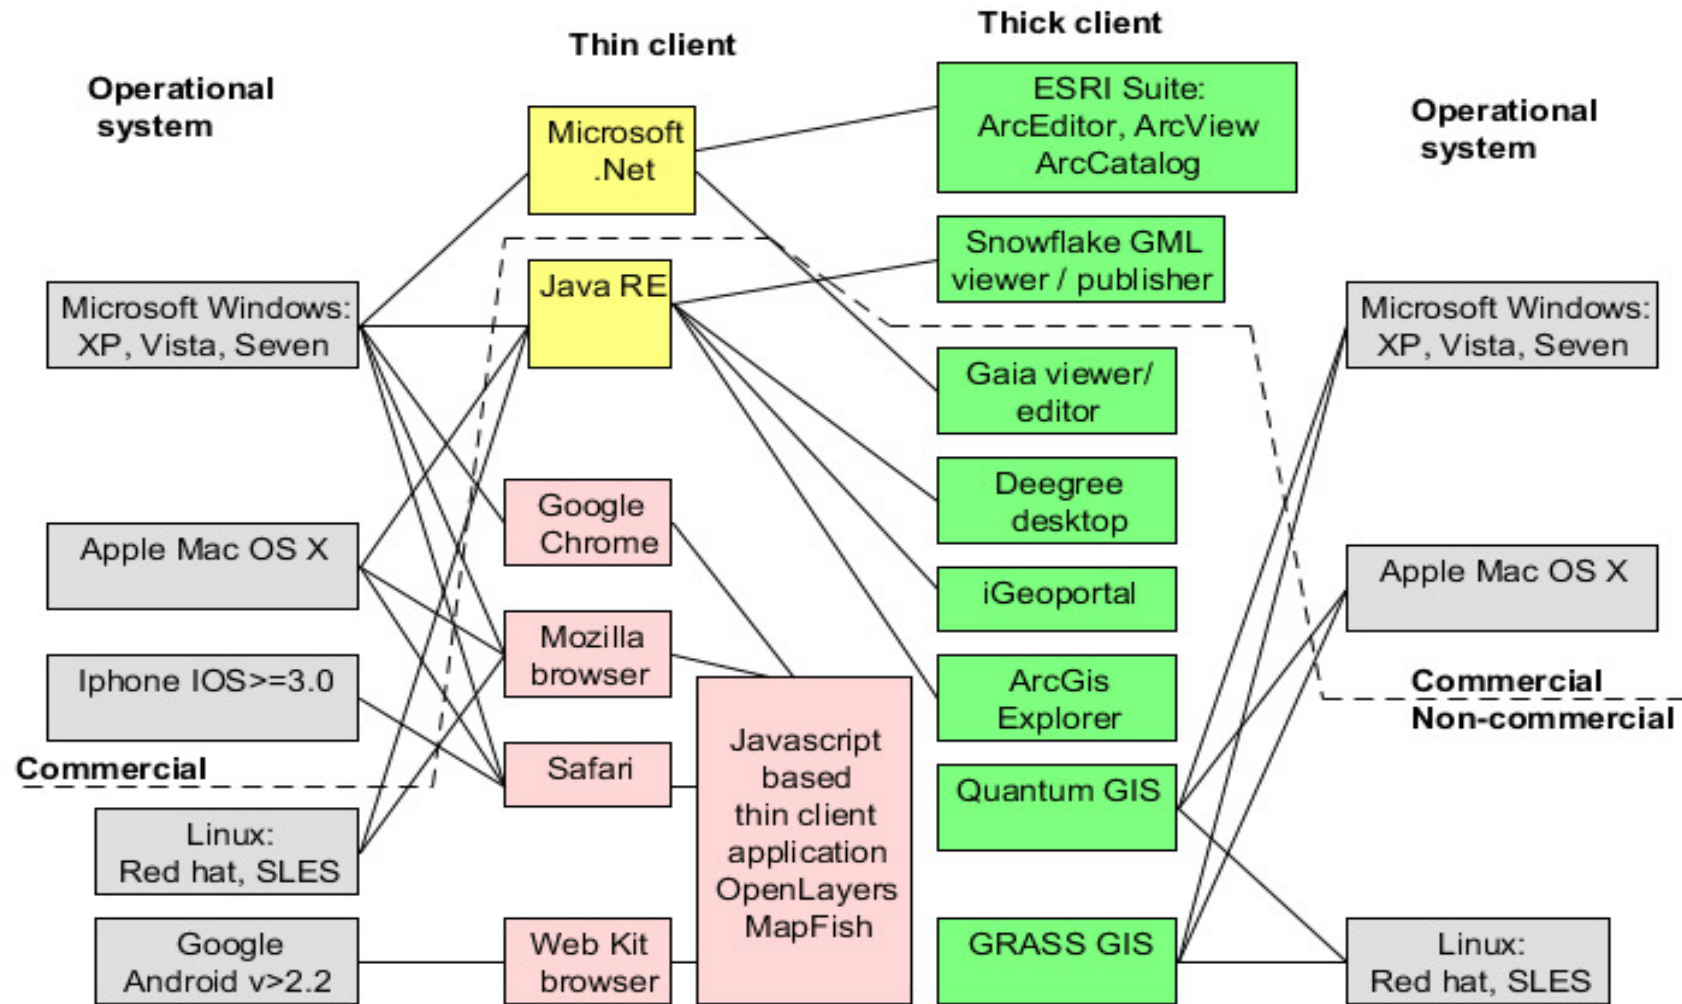 Thin client
Thick client
Operational
system
Operational
system
Microsoft
.Net
ESRI Suite:
ArcEditor, ArcView
ArcCatalog
Java RE
Snowflake GML
viewer / publisher
Microsoft Windows:
XP, Vista, Seven
Microsoft Windows:
XP, Vista, Seven
Gaia viewer/
editor
Google
Chrome
Deegree
desktop
Apple Mac OS X
Apple Mac OS X
iGeoportal
Mozilla
browser
Iphone IOS>=3.0
ArcGis
Explorer
Commercial
Non-commercial
Commercial
Safari
Javascript
based
thin client
application
OpenLayers
MapFish
Quantum GIS
Linux:
Red hat, SLES
Google
Android v>2.2
Web Kit
browser
GRASS GIS
Linux:
Red hat, SLES